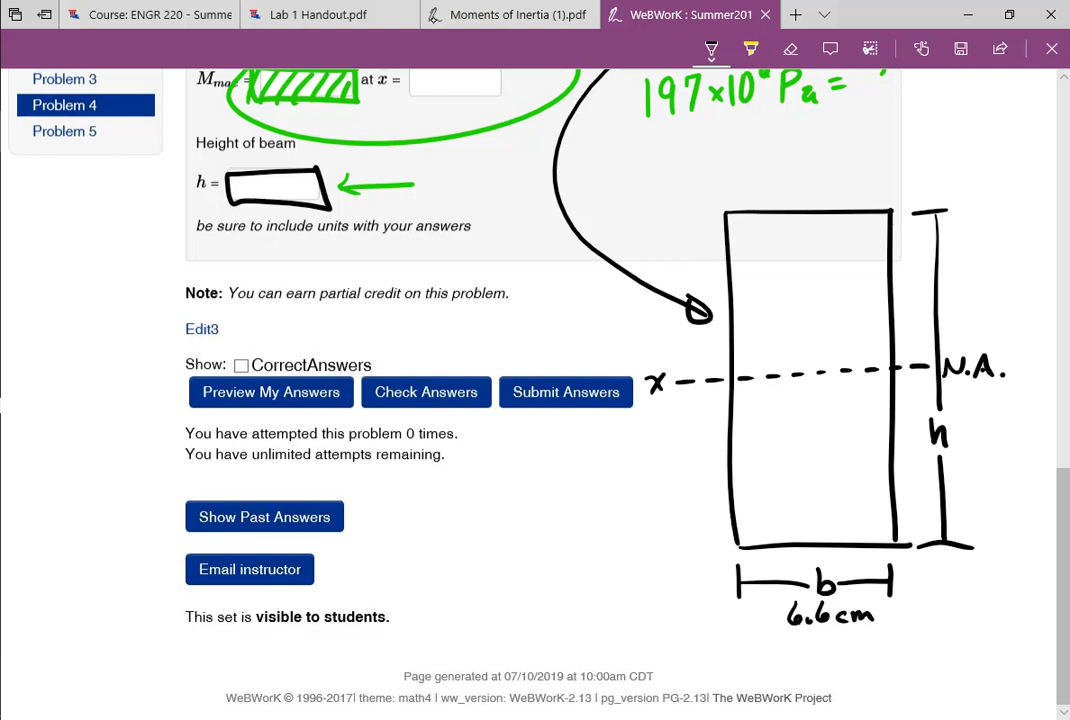 Course: ENGR 220 - Summe
Lab 1 Handout.pdf
Moments of Inertia (1).pdf
WeBWorK : Summer201
Problem 3
Problem 4
Problem 5
at x =
197×10 Pa =
Height of beam
h =
be sure to include units with your answers
Note: You can earn partial credit on this problem.
Edit3
Show: CorrectAnswers
Preview My Answers
Check Answers
Submit Answers
x
N.A.
h
You have attempted this problem 0 times.
You have unlimited attempts remaining.
Show Past Answers
Email instructor
b
6.6cm
This set is visible to students.
Page generated at 07/10/2019 at 10:00am CDT
WeBWorK © 1996-2017| theme: math4 | ww_version: WeBWorK-2.13 | pg_version PG-2.13| The WeBWorK Project